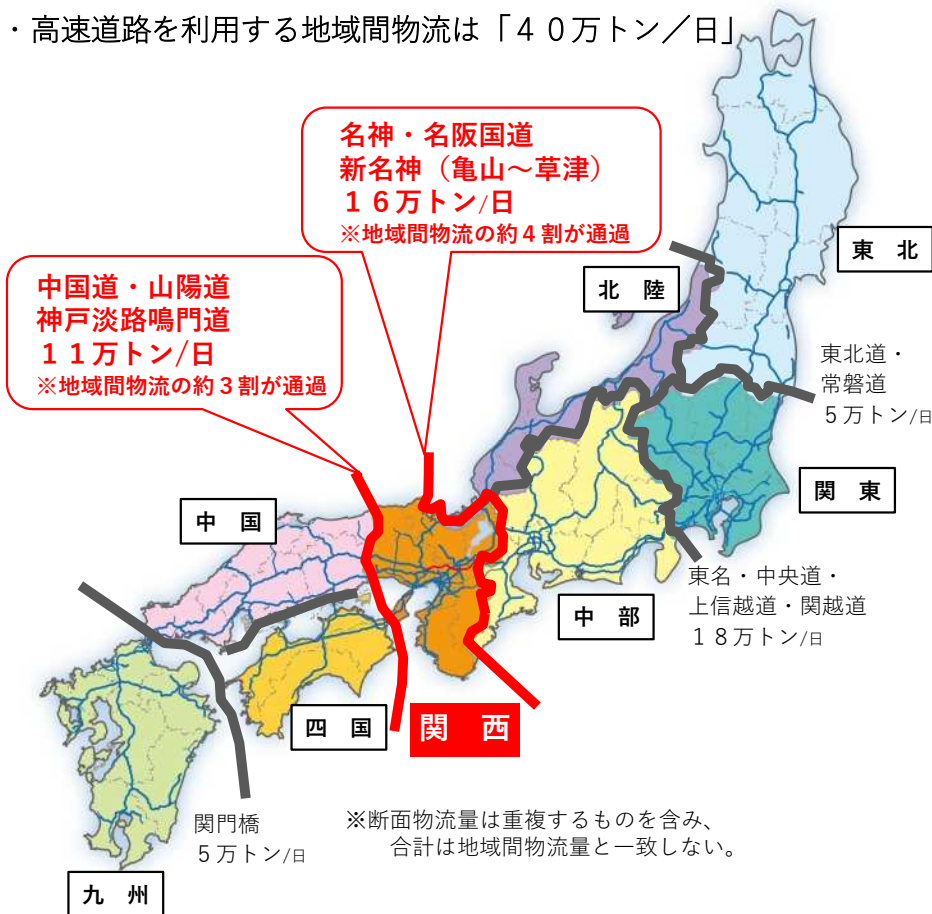 ・高速道路を利用する地域間物流は「４０万トン／日」
名神・名阪国道
新名神（亀山～草津）
１６万トン/日
※地域間物流の約４割が通過
中国道・山陽道
神戸淡路鳴門道
１１万トン/日
※地域間物流の約３割が通過
東 北
北 陸
東北道・
常磐道
５万トン/日
関 東
中 国
東名・中央道・
上信越道・関越道
１８万トン/日
中 部
四 国
関 西
関門橋
５万トン/日
※断面物流量は重複するものを含み、
合計は地域間物流量と一致しない。
九 州